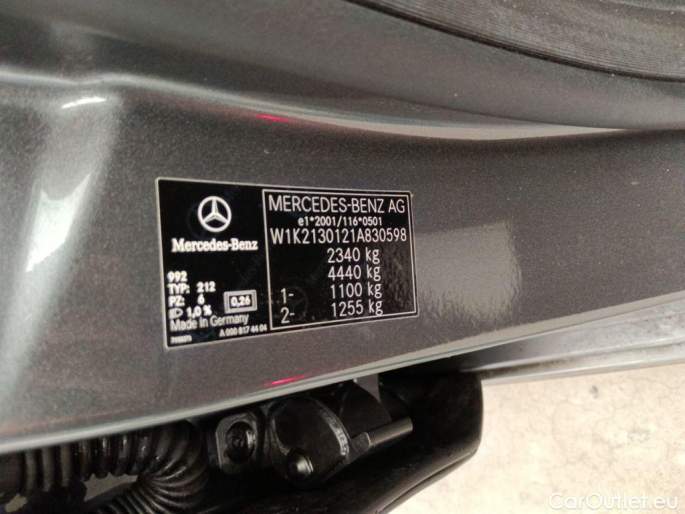 Mercedes-Benz
992
TYP: 212
PZ: 6
1,0 % 0,26
Made in Germany
A 000 817 44 04
MERCEDES-BENZ AG
e1*2001/116*0501
W1K2130121A830598
2340 kg
4440 kg
1- 1100 kg
2- 1255 kg
CarOutlet.eu